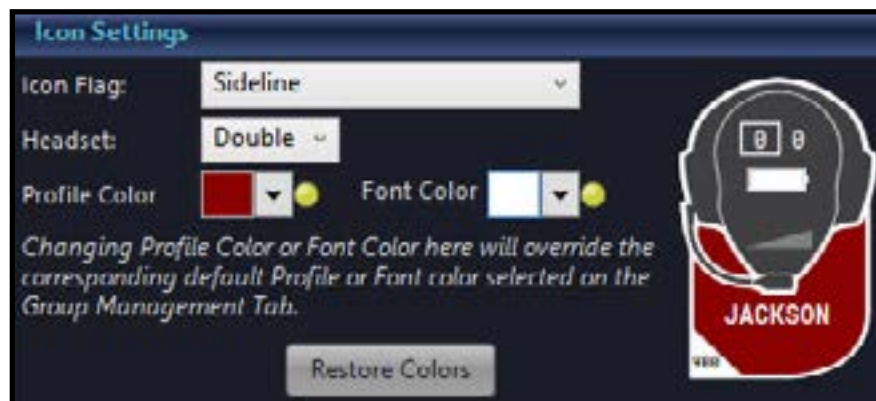 Icon Settings
Icon Flag: Sideline
Headset: Double
0 0
Profile Color Font Color
Changing Profile Color or Font Color here will override the
corresponding default Profile or Font color selected on the
Group Management Tab.
JACKSON
Restore Colors